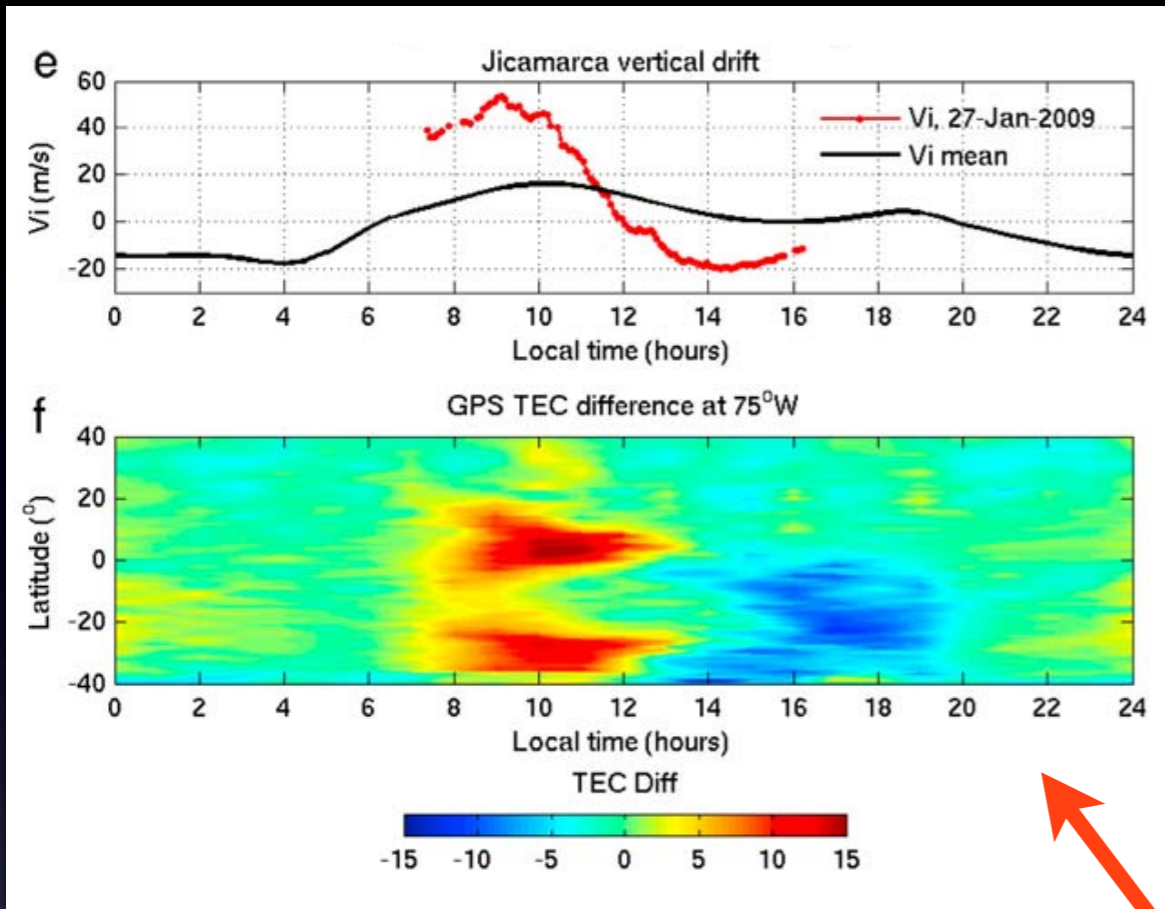 e
Jicamarca vertical drift
60
40
20
0
-20
Vi (m/s)
Vi, 27-Jan-2009
Vi mean
0 2 4 6 8 10 12 14 16 18 20 22 24
Local time (hours)
f
GPS TEC difference at 75⁰W
40
20
0
-20
-40
Latitude (⁰)
0 2 4 6 8 10 12 14 16 18 20 22 24
Local time (hours)
TEC Diff
-15 -10 -5 0 5 10 15